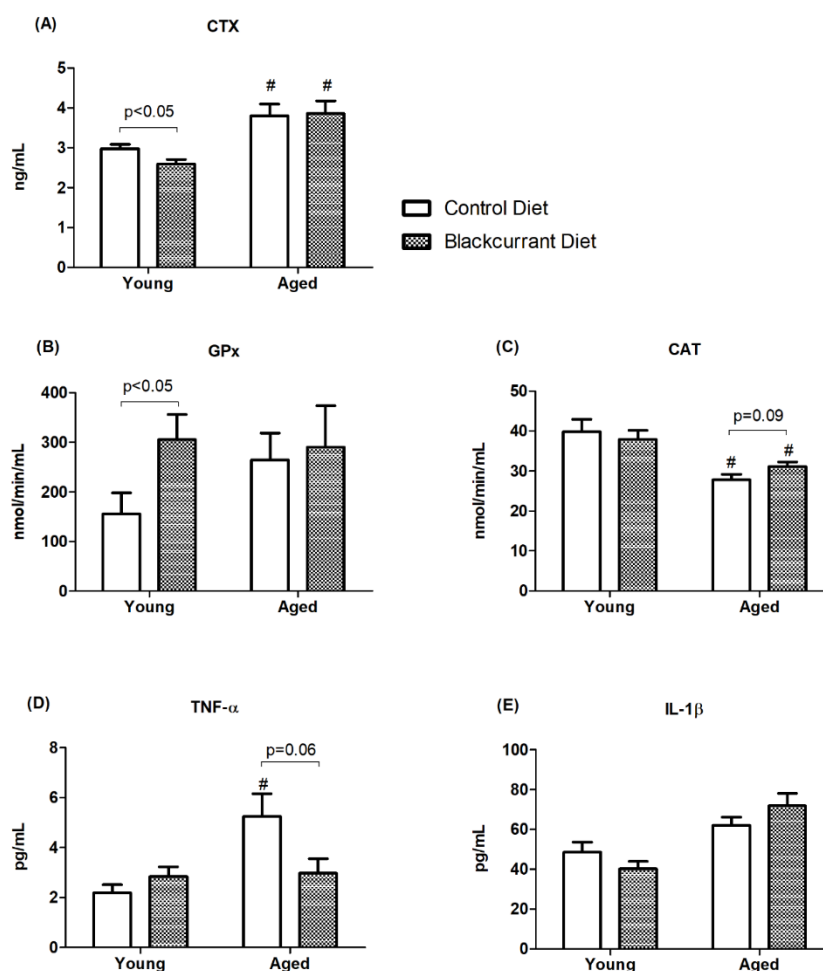 (A)
CTX
ng/mL
5
4
3
2
1
0
p<0.05
# #
Young Aged
Control Diet
Blackcurrant Diet
(B)
GPx
nmol/min/mL
400
300
200
100
0
p<0.05
Young Aged
(C)
CAT
nmol/min/mL
50
40
30
20
10
0
p=0.09
# #
Young Aged
(D)
TNF-α
pg/mL
8
6
4
2
0
p=0.06
#
Young Aged
(E)
IL-1β
pg/mL
100
80
60
40
20
0
Young Aged